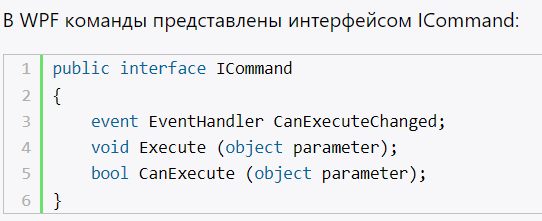 В WPF команды представлены интерфейсом ICommand:
1 public interface ICommand
2 {
3 event EventHandler CanExecuteChanged;
4 void Execute (object parameter);
5 bool CanExecute (object parameter);
6 }